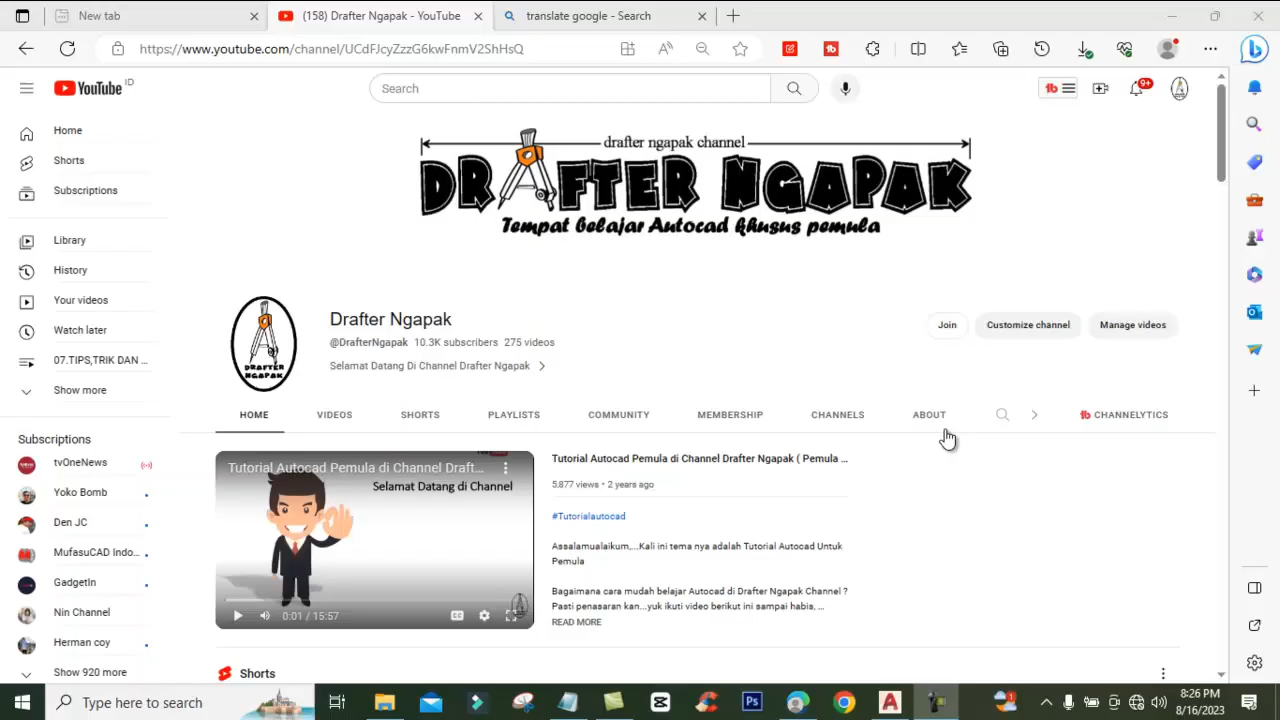 New tab
(158) Drafter Ngapak - YouTube
translate google - Search
https://www.youtube.com/channel/UCdFJcyZzzG6kwFnmV2ShHsQ
YouTube ID
Search
tb
9+
Home
Shorts
Subscriptions
Library
History
Your videos
Watch later
07.TIPS,TRIK DAN ...
Show more
Subscriptions
tvOneNews
Yoko Bomb
Den JC
MufasuCAD Indo...
GadgetIn
Nin Channel
Herman coy
Show 920 more
drafter ngapak channel
DRAFTER NGAPAK
Tempat belajar Autocad khusus pemula
DRAFTER
NGAPAK
Drafter Ngapak
@DrafterNgapak 10.3K subscribers 275 videos
Selamat Datang Di Channel Drafter Ngapak
Join
Customize channel
Manage videos
HOME
VIDEOS
SHORTS
PLAYLISTS
COMMUNITY
MEMBERSHIP
CHANNELS
ABOUT
tb CHANNELYTICS
Tutorial Autocad Pemula di Channel Draft...
Selamat Datang di Channel
0:01 / 15:57
Tutorial Autocad Pemula di Channel Drafter Ngapak ( Pemula ...
5,877 views • 2 years ago
#Tutorialautocad
Assalamualaikum,...Kali ini tema nya adalah Tutorial Autocad Untuk
Pemula
Bagaimana cara mudah belajar Autocad di Drafter Ngapak Channel ?
Pasti penasaran kan...yuk ikuti video berikut ini sampai habis, ...
READ MORE
Shorts
Type here to search
Ps
A
1
8:26 PM
8/16/2023